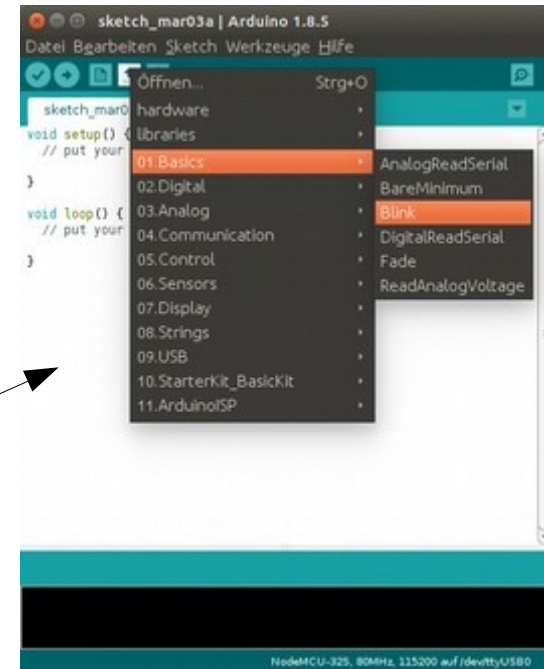 sketch_mar03a | Arduino 1.8.5
Datei Bearbeiten Sketch Werkzeuge Hilfe
Öffnen... Strg+O
sketch_mar0
hardware
libraries
01.Basics
02.Digital
03.Analog
04.Communication
05.Control
06.Sensors
07.Display
08.Strings
09.USB
10.StarterKit_BasicKit
11.ArduinoISP
AnalogReadSerial
BareMinimum
Blink
DigitalReadSerial
Fade
ReadAnalogVoltage
void setup() {
// put your
}
void loop() {
// put your
}
NodeMCU-32S, 80MHz, 115200 auf /dev/ttyUSB0